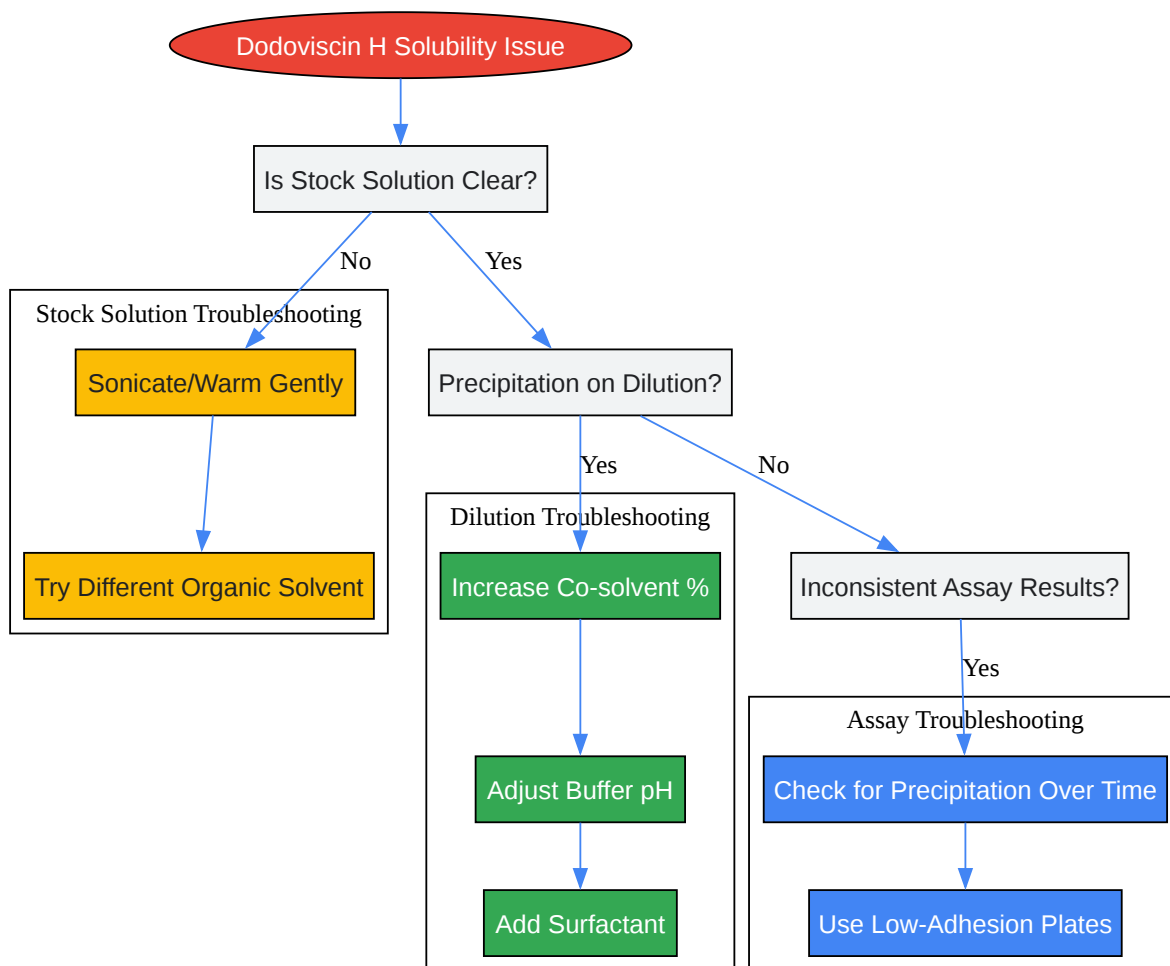 Dodoviscin H Solubility Issue
Is Stock Solution Clear?
No
Yes
Stock Solution Troubleshooting
Sonicate/Warm Gently
Precipitation on Dilution?
Yes
No
Dilution Troubleshooting
Try Different Organic Solvent
Increase Co-solvent %
Inconsistent Assay Results?
Yes
Assay Troubleshooting
Adjust Buffer pH
Check for Precipitation Over Time
Add Surfactant
Use Low-Adhesion Plates